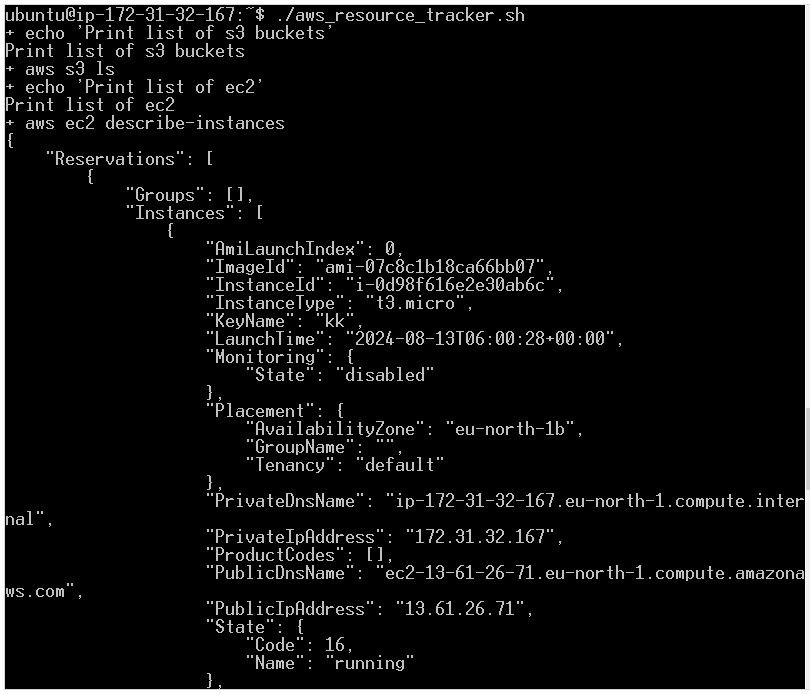 ubuntu@ip-172-31-32-167:~$ ./aws_resource_tracker.sh
+ echo 'Print list of s3 buckets'
Print list of s3 buckets
+ aws s3 ls
+ echo 'Print list of ec2'
Print list of ec2
+ aws ec2 describe-instances
{
    "Reservations": [
        {
            "Groups": [],
            "Instances": [
                {
                    "AmiLaunchIndex": 0,
                    "ImageId": "ami-07c8c1b18ca66bb07",
                    "InstanceId": "i-0d98f616e2e30ab6c",
                    "InstanceType": "t3.micro",
                    "KeyName": "kk",
                    "LaunchTime": "2024-08-13T06:00:28+00:00",
                    "Monitoring": {
                        "State": "disabled"
                    },
                    "Placement": {
                        "AvailabilityZone": "eu-north-1b",
                        "GroupName": "",
                        "Tenancy": "default"
                    },
                    "PrivateDnsName": "ip-172-31-32-167.eu-north-1.compute.inter
nal",
                    "PrivateIpAddress": "172.31.32.167",
                    "ProductCodes": [],
                    "PublicDnsName": "ec2-13-61-26-71.eu-north-1.compute.amazona
ws.com",
                    "PublicIpAddress": "13.61.26.71",
                    "State": {
                        "Code": 16,
                        "Name": "running"
                    },